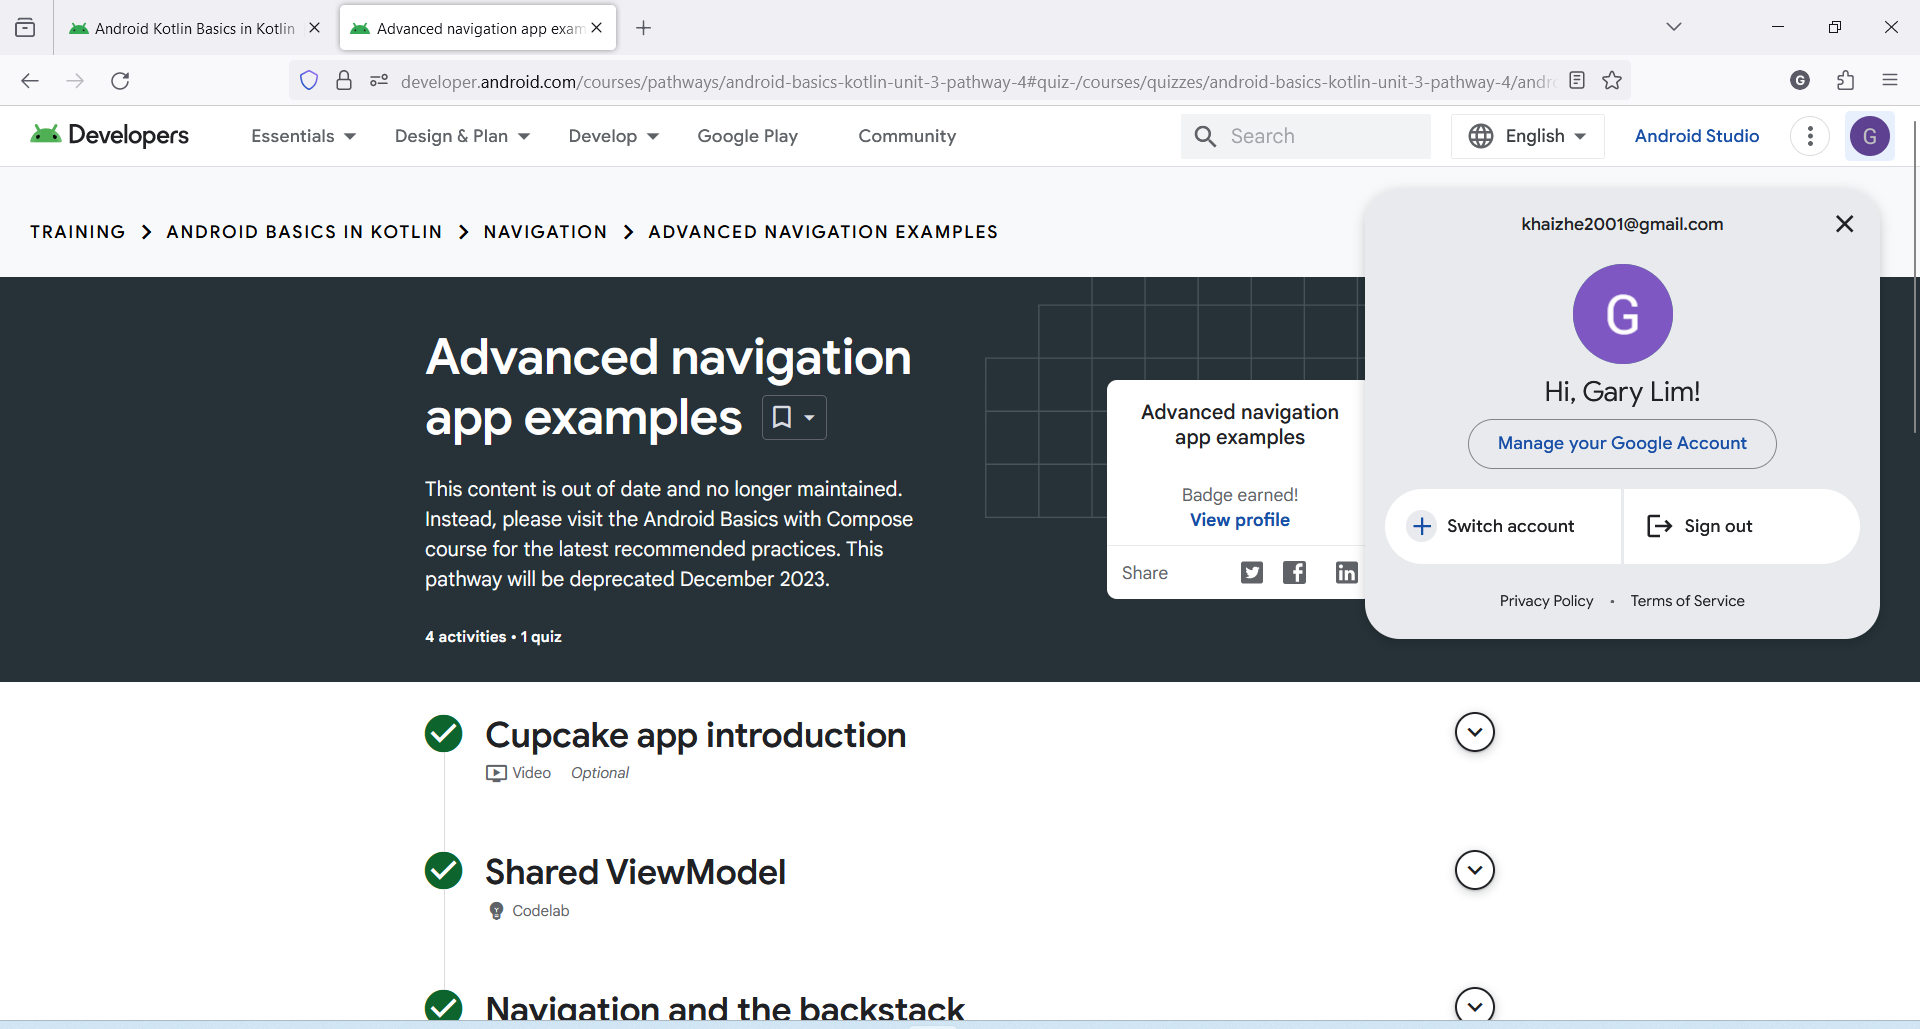 Android Kotlin Basics in Kotlin
Advanced navigation app exam
developer.android.com/courses/pathways/android-basics-kotlin-unit-3-pathway-4#quiz-/courses/quizzes/android-basics-kotlin-unit-3-pathway-4/andro
G
Developers
Essentials
Design & Plan
Develop
Google Play
Community
Search
English
Android Studio
G
TRAINING
ANDROID BASICS IN KOTLIN
NAVIGATION
ADVANCED NAVIGATION EXAMPLES
khaizhe2001@gmail.com
G
Hi, Gary Lim!
Manage your Google Account
Switch account
Sign out
Privacy Policy • Terms of Service
Advanced navigation
app examples
This content is out of date and no longer maintained.
Instead, please visit the Android Basics with Compose
course for the latest recommended practices. This
pathway will be deprecated December 2023.
4 activities • 1 quiz
Advanced navigation
app examples
Badge earned!
View profile
Share
Cupcake app introduction
Video Optional
Shared ViewModel
Codelab
Navigation and the backstack